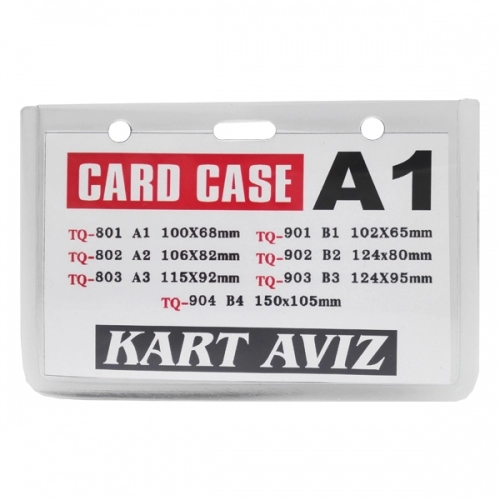 CARD CASE A1
TQ-801 A1 100X68mm TQ-901 B1 102X65mm
TQ-802 A2 106X82mm TQ-902 B2 124x80mm
TQ-803 A3 115X92mm TQ-903 B3 124X95mm
TQ-904 B4 150x105mm
KART AVIZ